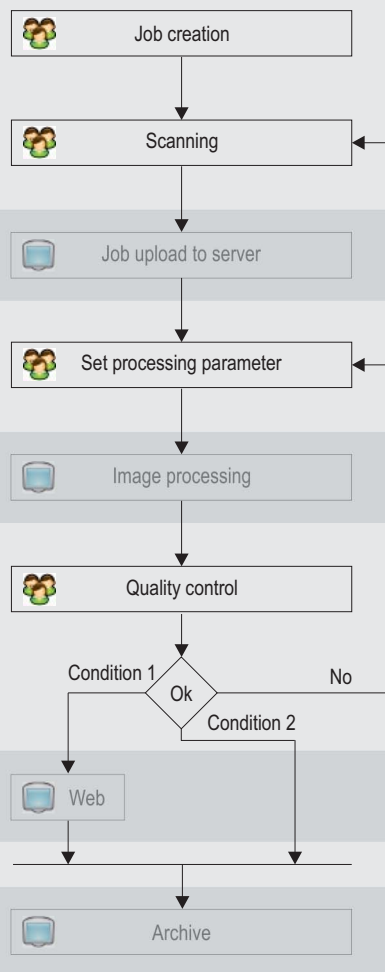 Job creation
Scanning
Job upload to server
Set processing parameter
Image processing
Quality control
Condition 1
Ok
No
Condition 2
Web
Archive